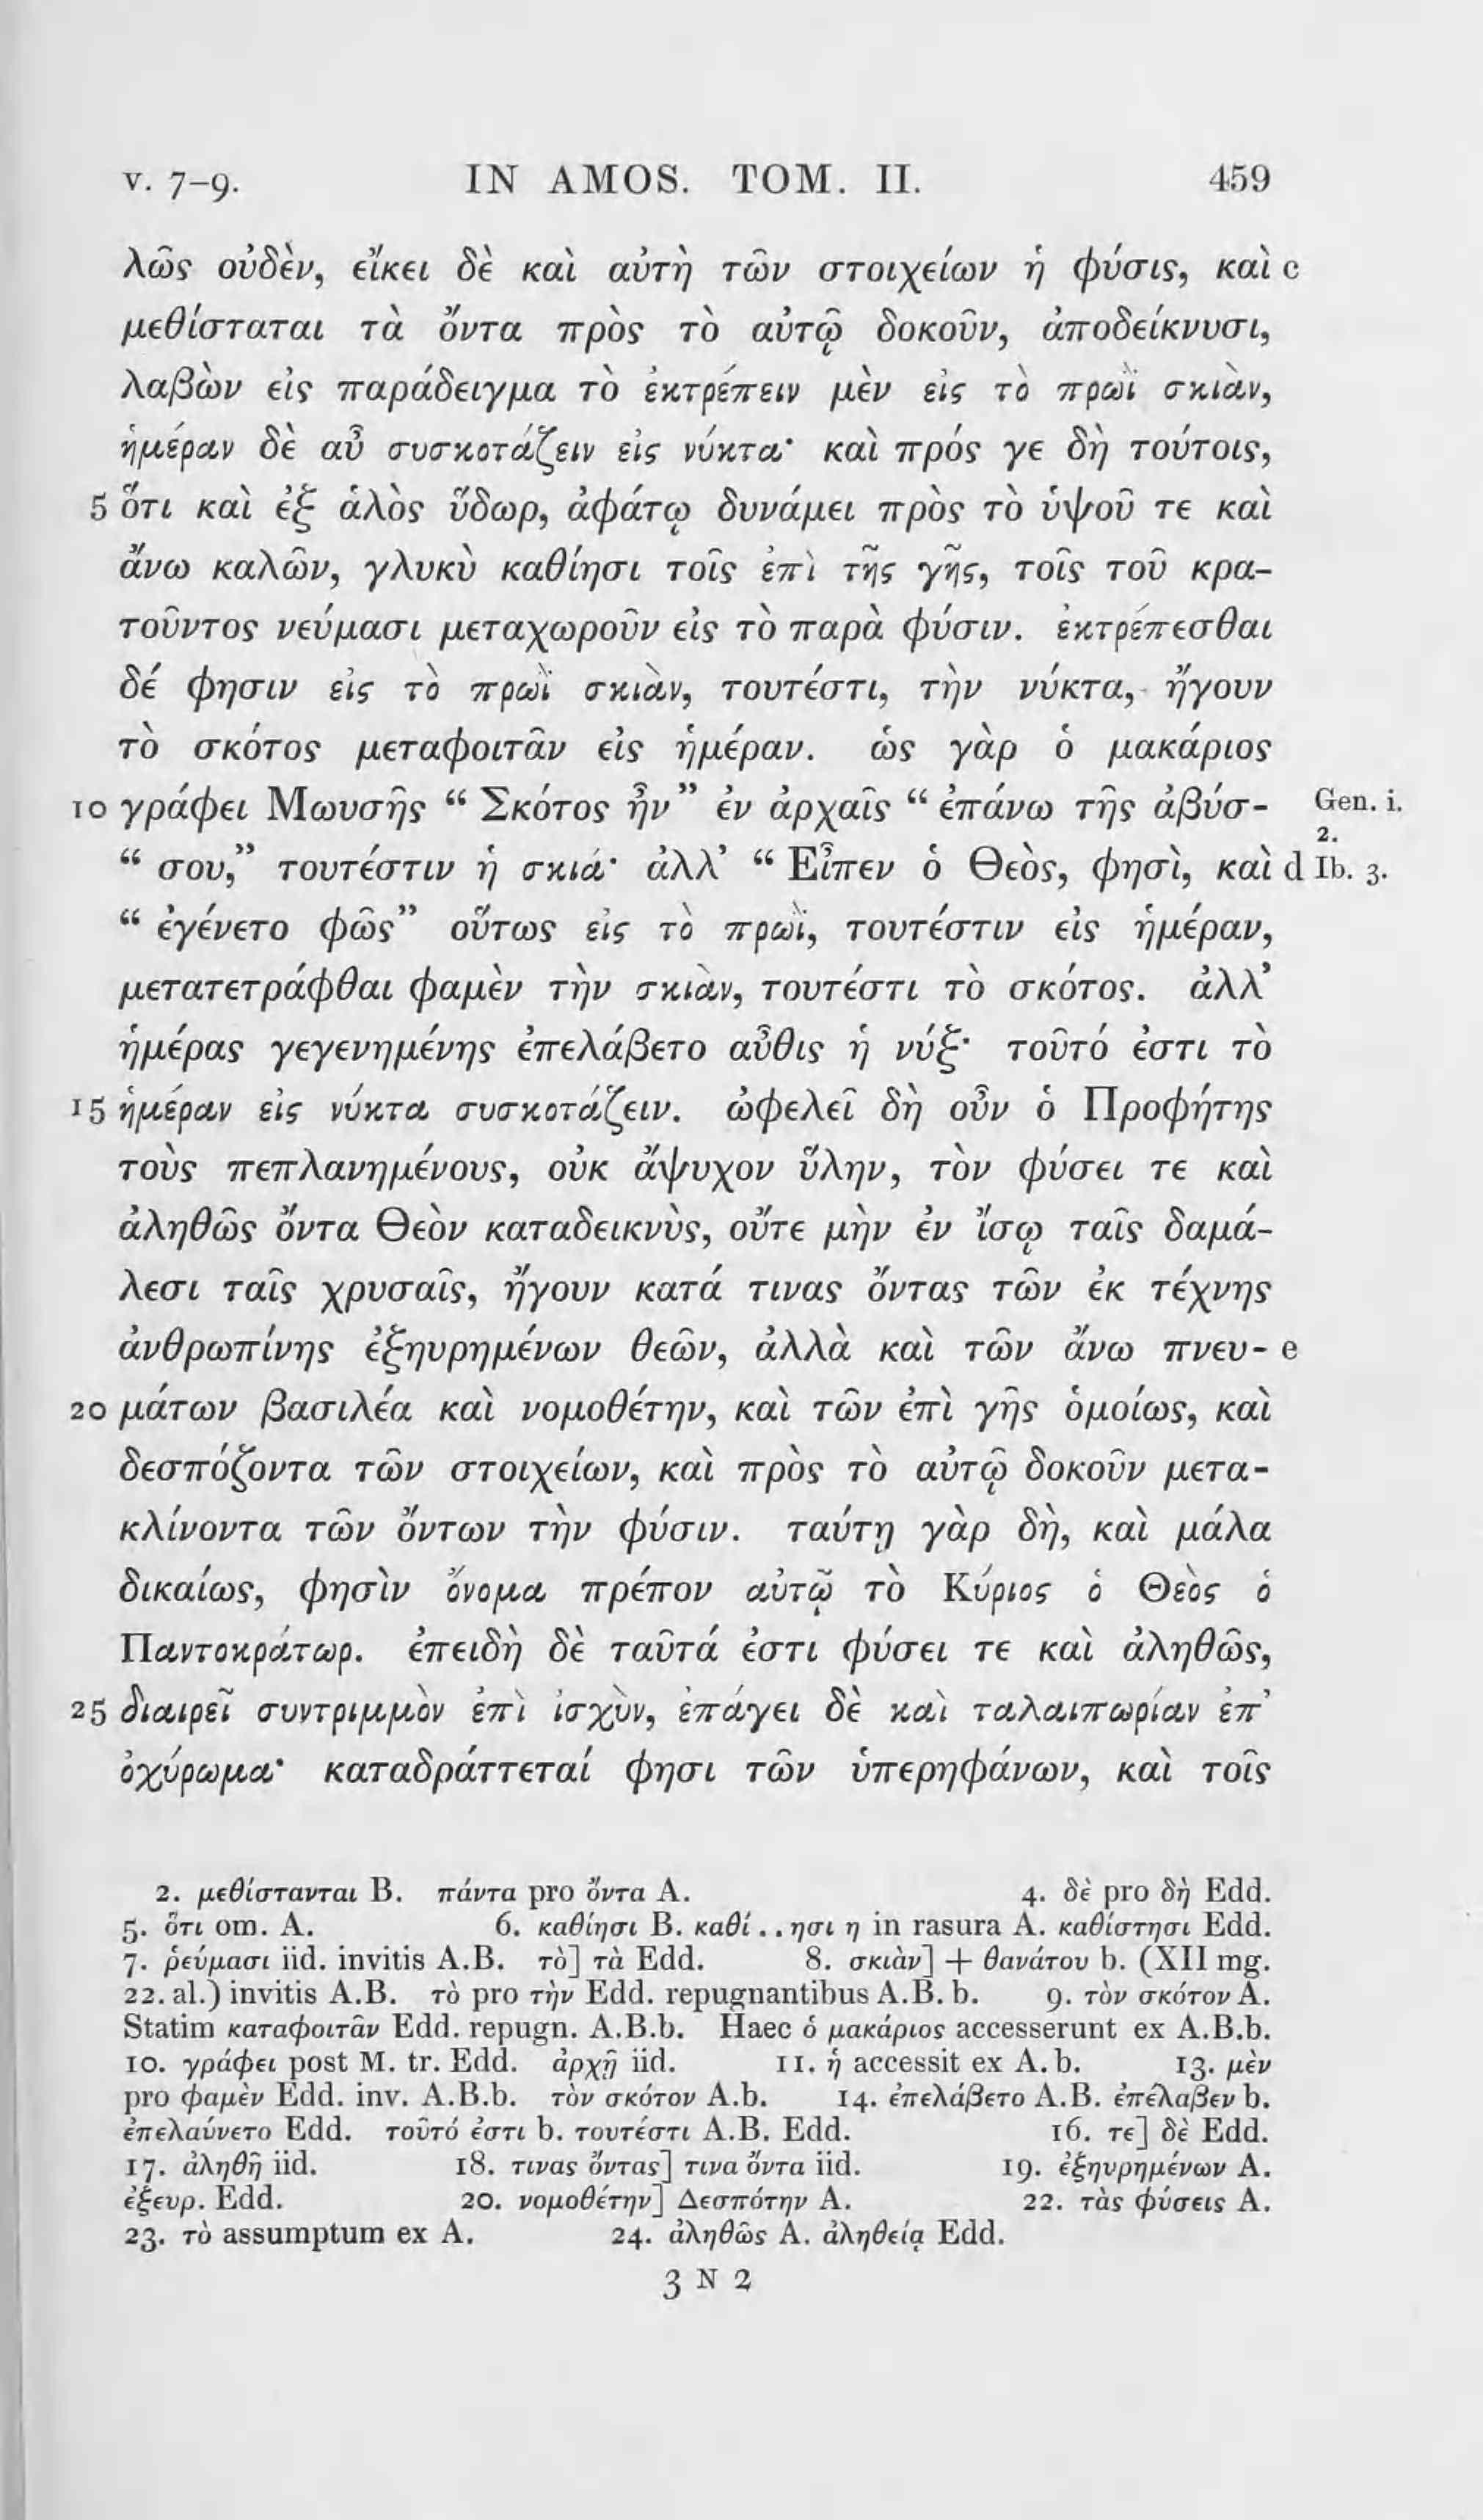 v. 7-9. IN AMOS. TOM. II. 459
λῶς οὐδὲν, εἴκει δὲ καὶ αὐτὴ τῶν στοιχείων ἡ φύσις, καὶ c
μεθίσταται τὰ ὄντα πρὸς τὸ αὐτῷ δοκοῦν, ἀποδείκνυσι,
λαβὼν εἰς παράδειγμα τὸ ἐκτρέπειν μὲν εἰς τὸ πρωῒ σκιὰν,
ἡμέραν δὲ αὖ συσκοτάζειν εἰς νύκτα· καὶ πρός γε δὴ τούτοις,
5 ὅτι καὶ ἐξ ἁλὸς ὕδωρ, ἀφάτῳ δυνάμει πρὸς τὸ ὑψοῦ τε καὶ
ἄνω καλῶν, γλυκὺ καθίησι τοῖς ἐπὶ τῆς γῆς, τοῖς τοῦ κρα-
τοῦντος νεύμασι μεταχωροῦν εἰς τὸ παρὰ φύσιν. ἐκτρέπεσθαι
δέ φησιν εἰς τὸ πρωῒ σκιὰν, τουτέστι, τὴν νύκτα, ἤγουν
τὸ σκότος μεταφοιτᾶν εἰς ἡμέραν. ὡς γὰρ ὁ μακάριος
10 γράφει Μωυσῆς “ Σκότος ἦν” ἐν ἀρχαῖς “ ἐπάνω τῆς ἀβύσ- Gen. i. 2.
“ σου,” τουτέστιν ἡ σκιά· ἀλλ’ “ Εἶπεν ὁ Θεὸς, φησὶ, καὶ d Ib. 3.
“ ἐγένετο φῶς” οὕτως εἰς τὸ πρωῒ, τουτέστιν εἰς ἡμέραν,
μετατετράφθαι φαμὲν τὴν σκιὰν, τουτέστι τὸ σκότος. ἀλλ’
ἡμέρας γεγενημένης ἐπελάβετο αὖθις ἡ νύξ· τοῦτό ἐστι τὸ
15 ἡμέραν εἰς νύκτα συσκοτάζειν. ὠφελεῖ δὴ οὖν ὁ Προφήτης
τοὺς πεπλανημένους, οὐκ ἄψυχον ὕλην, τὸν φύσει τε καὶ
ἀληθῶς ὄντα Θεὸν καταδεικνὺς, οὔτε μὴν ἐν ἴσῳ ταῖς δαμά-
λεσι ταῖς χρυσαῖς, ἤγουν κατά τινας ὄντας τῶν ἐκ τέχνης
ἀνθρωπίνης ἐξηυρημένων θεῶν, ἀλλὰ καὶ τῶν ἄνω πνευ- e
20 μάτων βασιλέα καὶ νομοθέτην, καὶ τῶν ἐπὶ γῆς ὁμοίως, καὶ
δεσπόζοντα τῶν στοιχείων, καὶ πρὸς τὸ αὐτῷ δοκοῦν μετα-
κλίνοντα τῶν ὄντων τὴν φύσιν. ταύτῃ γὰρ δὴ, καὶ μάλα
δικαίως, φησὶν ὄνομα πρέπον αὐτῷ τὸ Κύριος ὁ Θεὸς ὁ
Παντοκράτωρ. ἐπειδὴ δὲ ταῦτά ἐστι φύσει τε καὶ ἀληθῶς,
25 διαιρεῖ συντριμμὸν ἐπὶ ἰσχὺν, ἐπάγει δὲ καὶ ταλαιπωρίαν ἐπ’
ὀχύρωμα· καταδράττεταί φησι τῶν ὑπερηφάνων, καὶ τοῖς
2. μεθίστανται B. πάντα pro ὄντα A. 4. δὲ pro δὴ Edd.
5. ὅτι om. A. 6. καθίησι B. καθί . . ησι η in rasura A. καθίστησι Edd.
7. ῥεύμασι iid. invitis A.B. τὸ] τὰ Edd. 8. σκιὰν] + θανάτου b. (XII mg.
22. al.) invitis A.B. τὸ pro τὴν Edd. repugnantibus A.B. b. 9. τὸν σκότον A.
Statim καταφοιτᾶν Edd. repugn. A.B.b. Haec ὁ μακάριος accesserunt ex A.B.b.
10. γράφει post M. tr. Edd. ἀρχῇ iid. 11. ἡ accessit ex A. b. 13. μὲν
pro φαμὲν Edd. inv. A.B.b. τὸν σκότον A.b. 14. ἐπελάβετο A.B. ἐπέλαβεν b.
ἐπελαύνετο Edd. τοῦτό ἐστι b. τουτέστι A.B. Edd. 16. τε] δὲ Edd.
17. ἀληθῆ iid. 18. τινας ὄντας] τινα ὄντα iid. 19. ἐξηυρημένων A.
ἐξευρ. Edd. 20. νομοθέτην] Δεσπότην A. 22. τὰς φύσεις A.
23. τὸ assumptum ex A. 24. ἀληθῶς A. ἀληθείᾳ Edd.
3 N 2